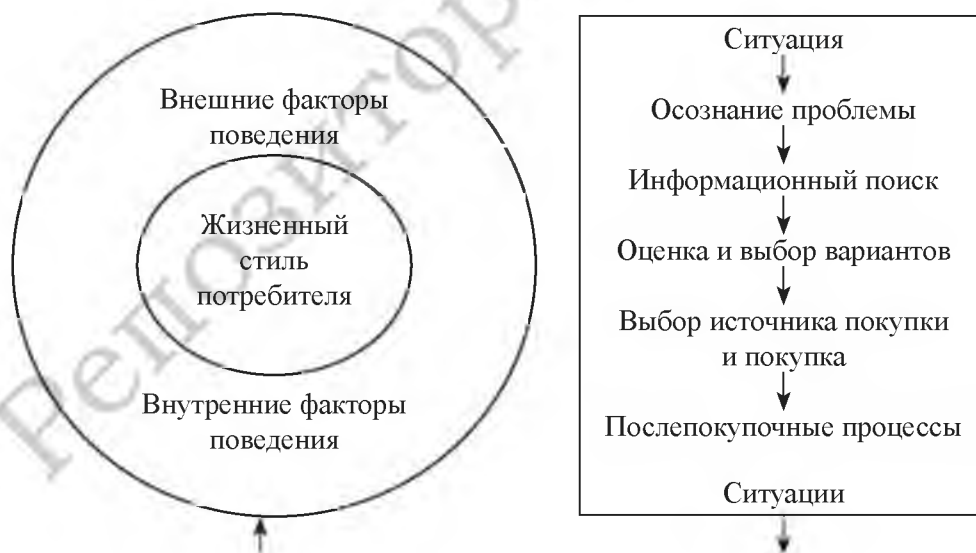 Внешние факторы
поведения
Жизненный
стиль
потребителя
Внутренние факторы
поведения
Ситуация
Осознание проблемы
Информационный поиск
Оценка и выбор вариантов
Выбор источника покупки
и покупка
Послепокупочные процессы
Ситуации
Репозитор